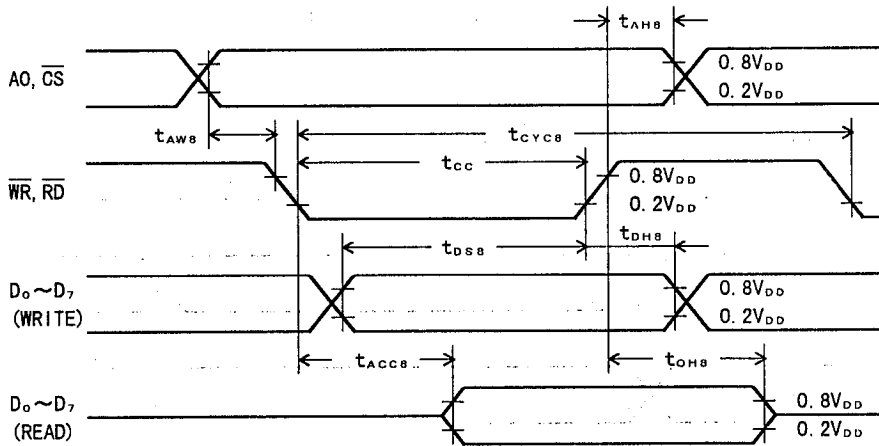 tAH8
A0, CS
0.8VDD
0.2VDD
tAW8
tCYC8
tCC
WR, RD
0.8VDD
0.2VDD
tDS8
tDH8
D0~D7
(WRITE)
0.8VDD
0.2VDD
tACC8
tOH8
D0~D7
(READ)
0.8VDD
0.2VDD